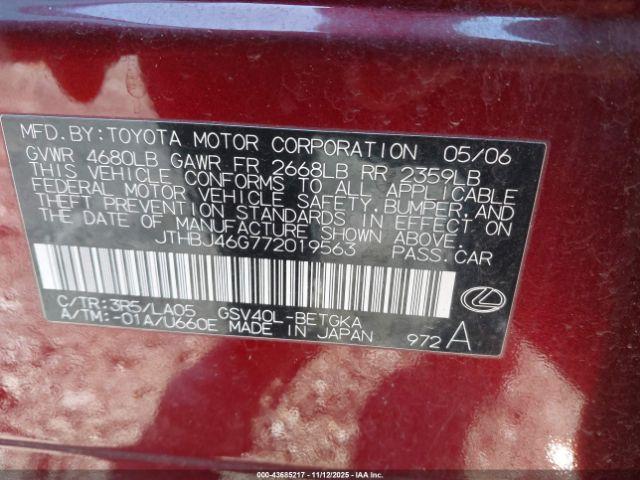 MFD.BY:TOYOTA MOTOR CORPORATION 05/06
GVWR 4680LB GAWR FR 2668LB RR 2359LB
THIS VEHICLE CONFORMS TO ALL APPLICABLE
FEDERAL MOTOR VEHICLE SAFETY,BUMPER,AND
THEFT PREVENTION STANDARDS IN EFFECT ON
THE DATE OF MANUFACTURE SHOWN ABOVE.
JTHBJ46G772019563 PASS.CAR
C/TR:3R5/LA05 GSV40L-BETGKA
A/TM:-01A/U660E MADE IN JAPAN 972 A
000-43685217 - 11/12/2025 - IAAI.COM